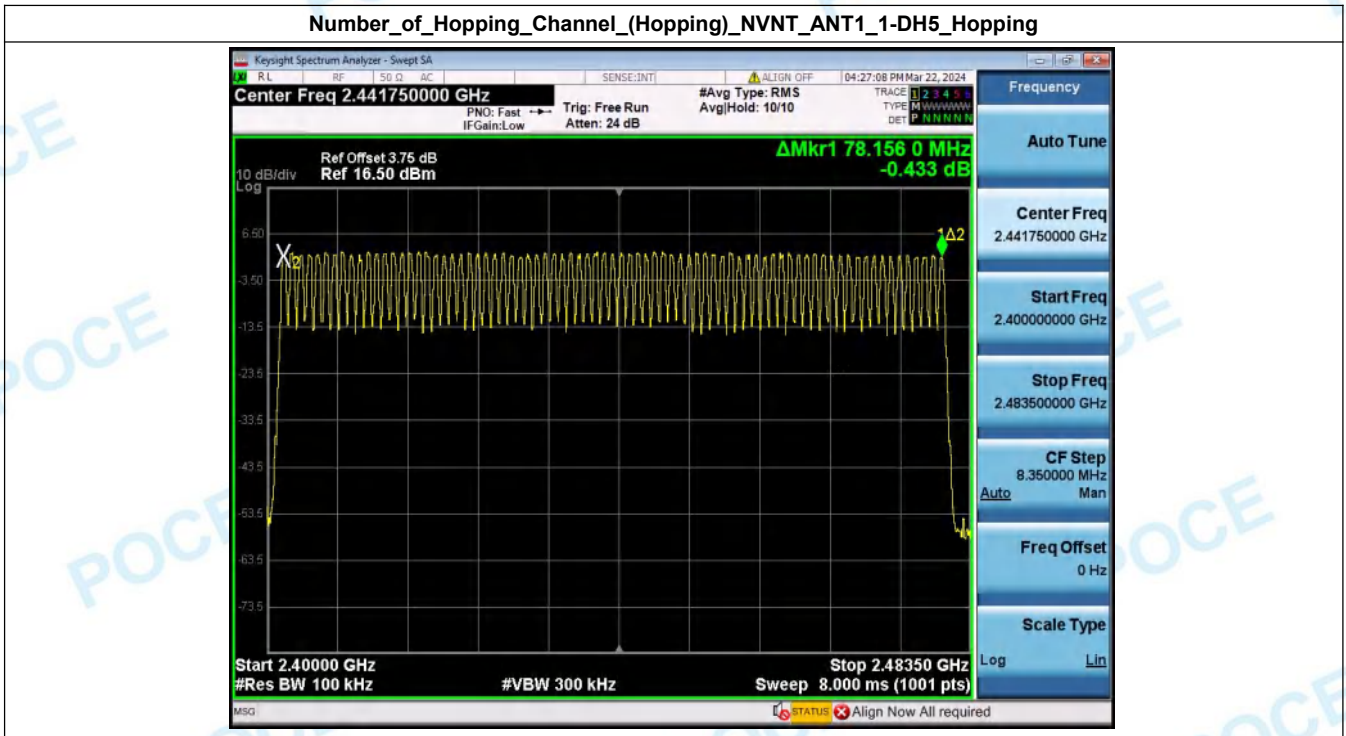 Number_of_Hopping_Channel_(Hopping)_NVNT_ANT1_1-DH5_Hopping
Keysight Spectrum Analyzer - Swept SA
RL RF 50 Ω AC SENSE:INT ALIGN OFF 04:27:08 PM Mar 22, 2024
Center Freq 2.441750000 GHz
PNO: Fast
IFGain:Low
Trig: Free Run
Atten: 24 dB
#Avg Type: RMS
Avg|Hold: 10/10
TRACE 1 2 3 4 5 6
TYPE M WWWWW
DET P N N N N N
Frequency
Auto Tune
Center Freq
2.441750000 GHz
Start Freq
2.400000000 GHz
Stop Freq
2.483500000 GHz
CF Step
8.350000 MHz
Auto Man
Freq Offset
0 Hz
Scale Type
Log Lin
ΔMkr1 78.156 0 MHz
-0.433 dB
Ref Offset 3.75 dB
10 dB/div Ref 16.50 dBm
Log
6.50
-3.50
-13.5
-23.5
-33.5
-43.5
-53.5
-63.5
-73.5
X2
1Δ2
Start 2.40000 GHz Stop 2.48350 GHz
#Res BW 100 kHz #VBW 300 kHz Sweep 8.000 ms (1001 pts)
MSG STATUS Align Now All required
POCE
POCE
POCE
POCE
CE
CE
OCE